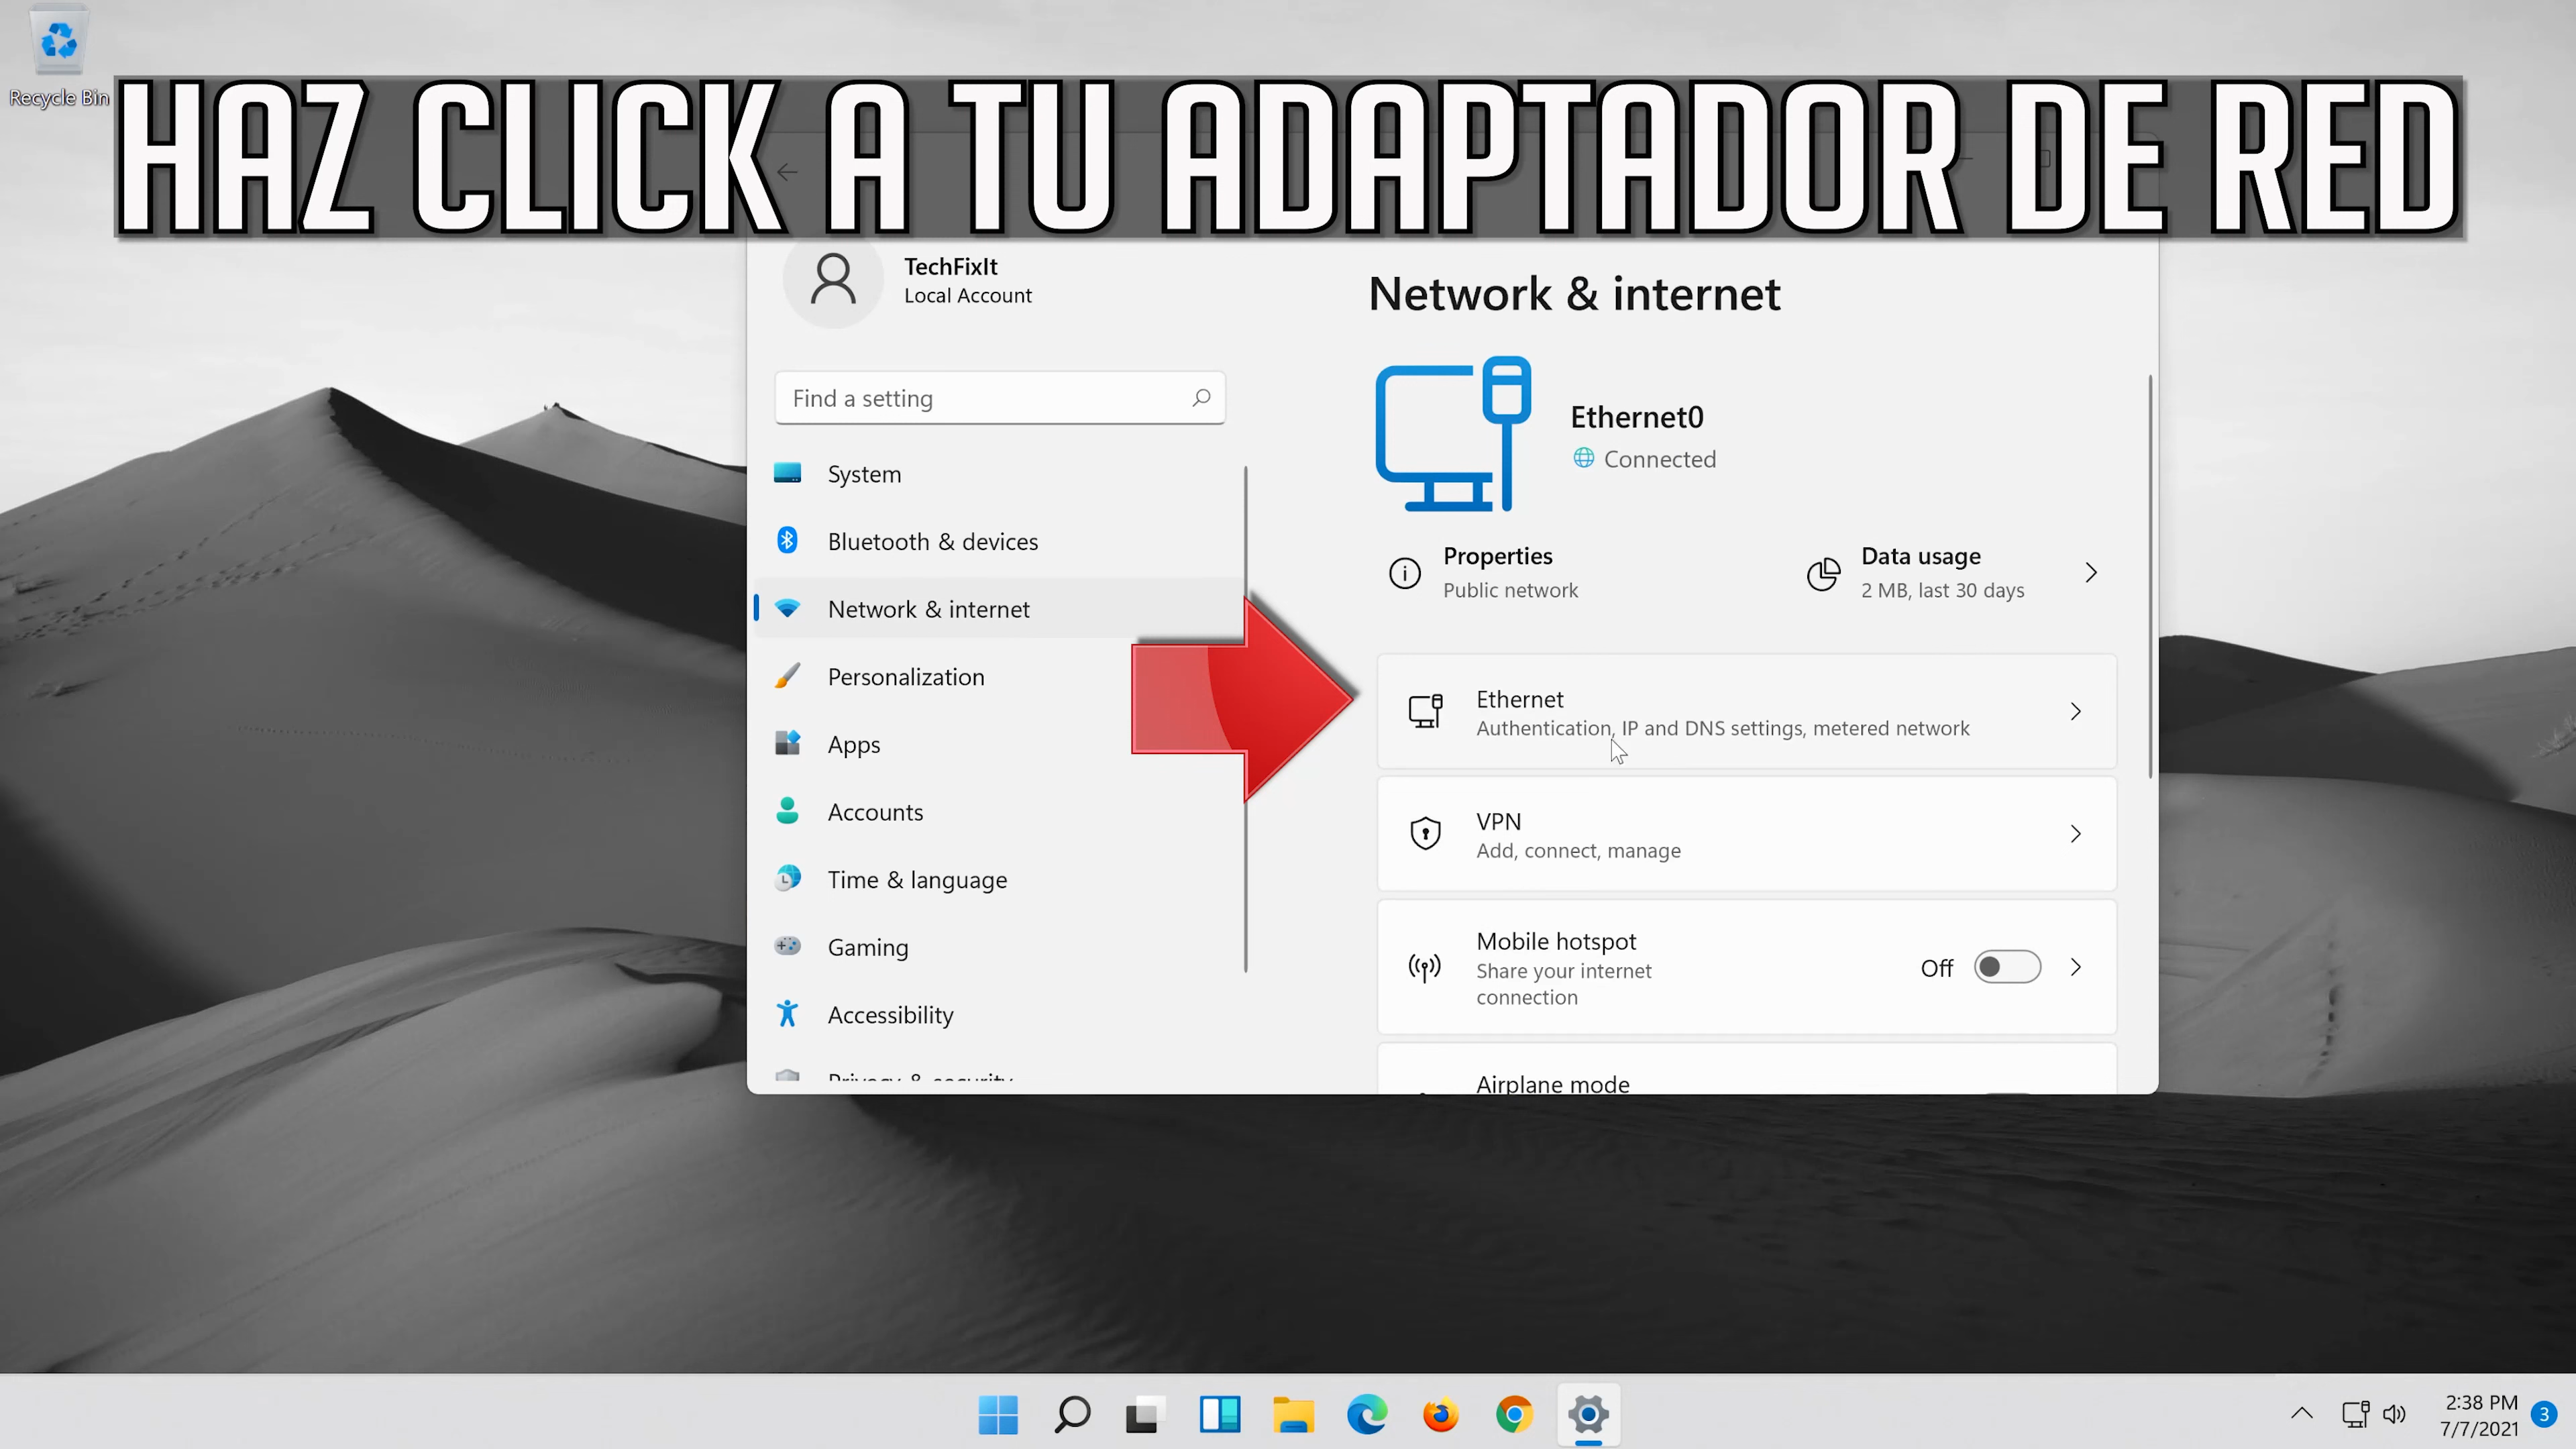 Recycle Bin
HAZ CLICK A TU ADAPTADOR DE RED
TechFixIt
Local Account
Find a setting
System
Bluetooth & devices
Network & internet
Personalization
Apps
Accounts
Time & language
Gaming
Accessibility
Privacy & security
Network & internet
Ethernet0
Connected
Properties
Public network
Data usage
2 MB, last 30 days
Ethernet
Authentication, IP and DNS settings, metered network
VPN
Add, connect, manage
Mobile hotspot
Share your internet
connection
Off
Airplane mode
2:38 PM
7/7/2021
3